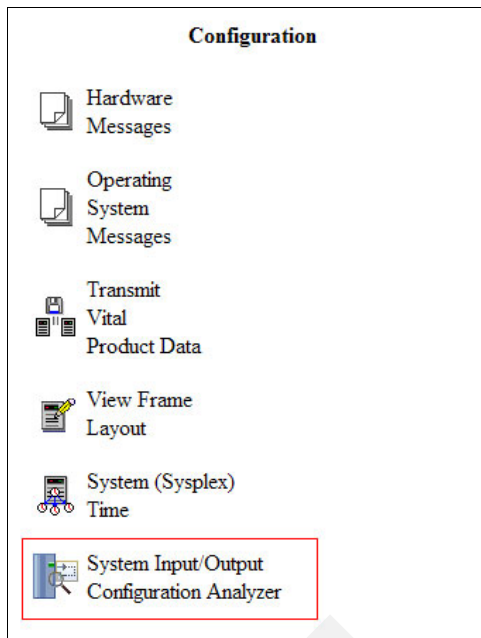 Configuration
Hardware
Messages
Operating
System
Messages
Transmit
Vital
Product Data
View Frame
Layout
System (Sysplex)
Time
System Input/Output
Configuration Analyzer